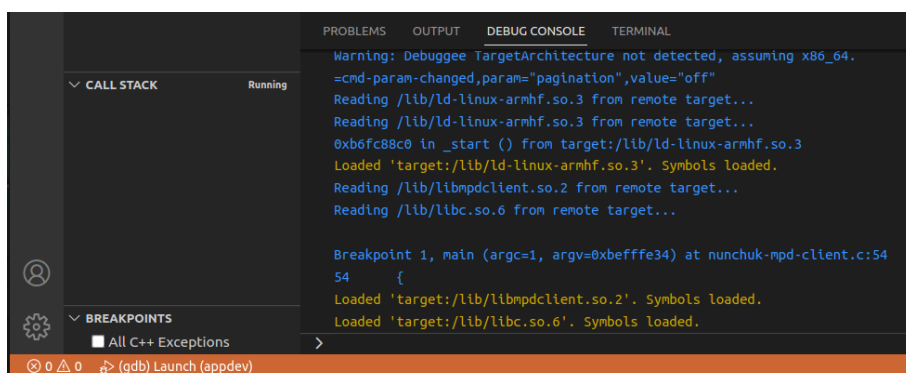 PROBLEMS OUTPUT DEBUG CONSOLE TERMINAL
Warning: Debuggee TargetArchitecture not detected, assuming x86_64.
=cmd-param-changed,param="pagination",value="off"
CALL STACK Running
Reading /lib/ld-linux-armhf.so.3 from remote target...
Reading /lib/ld-linux-armhf.so.3 from remote target...
0xb6fc88c0 in _start () from target:/lib/ld-linux-armhf.so.3
Loaded 'target:/lib/ld-linux-armhf.so.3'. Symbols loaded.
Reading /lib/libmpdclient.so.2 from remote target...
Reading /lib/libc.so.6 from remote target...
Breakpoint 1, main (argc=1, argv=0xbefffe34) at nunchuk-mpd-client.c:54
54 {
Loaded 'target:/lib/libmpdclient.so.2'. Symbols loaded.
Loaded 'target:/lib/libc.so.6'. Symbols loaded.
BREAKPOINTS
All C++ Exceptions
>
0 0 (gdb) Launch (appdev)